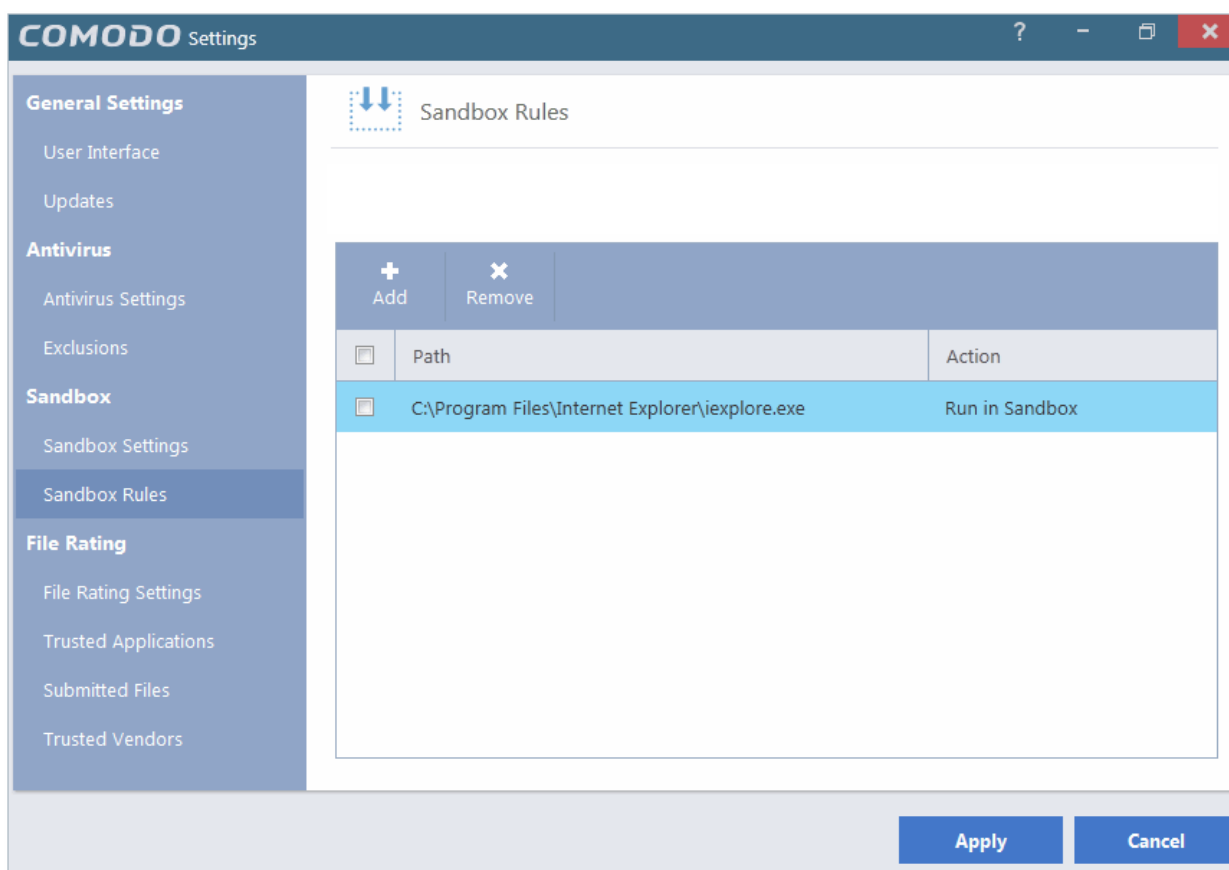 COMODO Settings
?
General Settings
User Interface
Updates
Antivirus
Antivirus Settings
Exclusions
Sandbox
Sandbox Settings
Sandbox Rules
File Rating
File Rating Settings
Trusted Applications
Submitted Files
Trusted Vendors
Sandbox Rules
Add Remove
Path Action
C:\Program Files\Internet Explorer\iexplore.exe Run in Sandbox
Apply Cancel